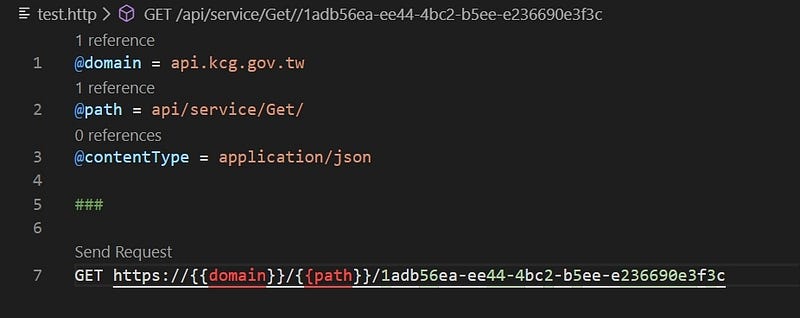 test.http > GET /api/service/Get//1adb56ea-ee44-4bc2-b5ee-e236690e3f3c
1 reference
1 @domain = api.kcg.gov.tw
1 reference
2 @path = api/service/Get/
0 references
3 @contentType = application/json
4
5 ###
6
Send Request
7 GET https://{{domain}}/{{path}}/1adb56ea-ee44-4bc2-b5ee-e236690e3f3c